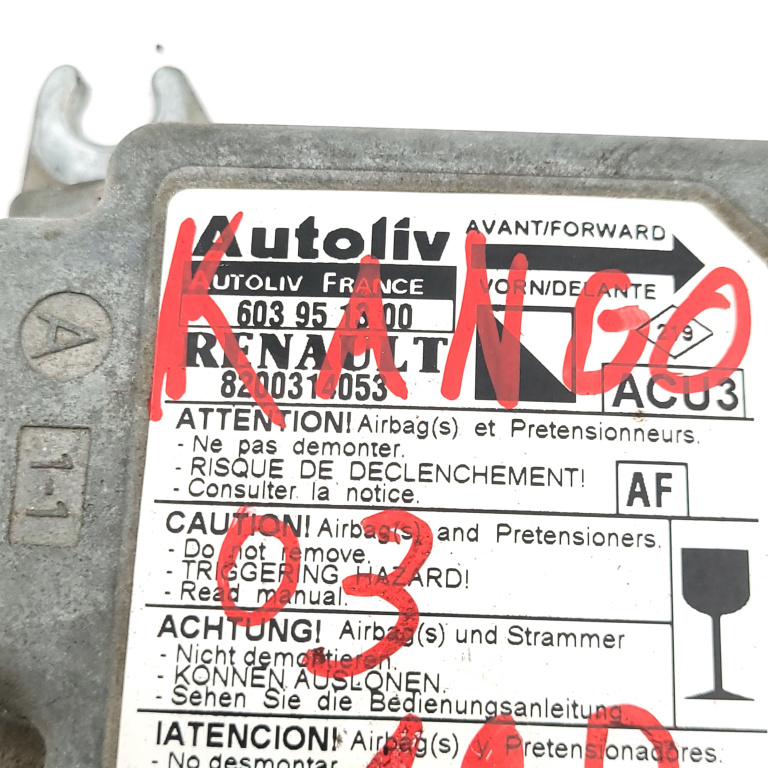 Autoliv
AVANT/FORWARD
AUTOLIV FRANCE
VORN/DELANTE
603 95 13 00
219
RENAULT
8200314053
ACU3
KANGO
ATTENTION! Airbag(s) et Pretensionneurs.
- Ne pas demonter.
- RISQUE DE DECLENCHEMENT!
- Consulter la notice.
AF
CAUTION! Airbag(s) and Pretensioners.
- Do not remove.
- TRIGGERING HAZARD!
- Read manual.
03
ACHTUNG! Airbag(s) und Strammer
- Nicht demontieren.
- KONNEN AUSLONEN.
- Sehen Sie die Bedienungsanleitung.
!ATENCION! Airbag(s) y Pretensionadores.
- No desmontar.
A
1-1